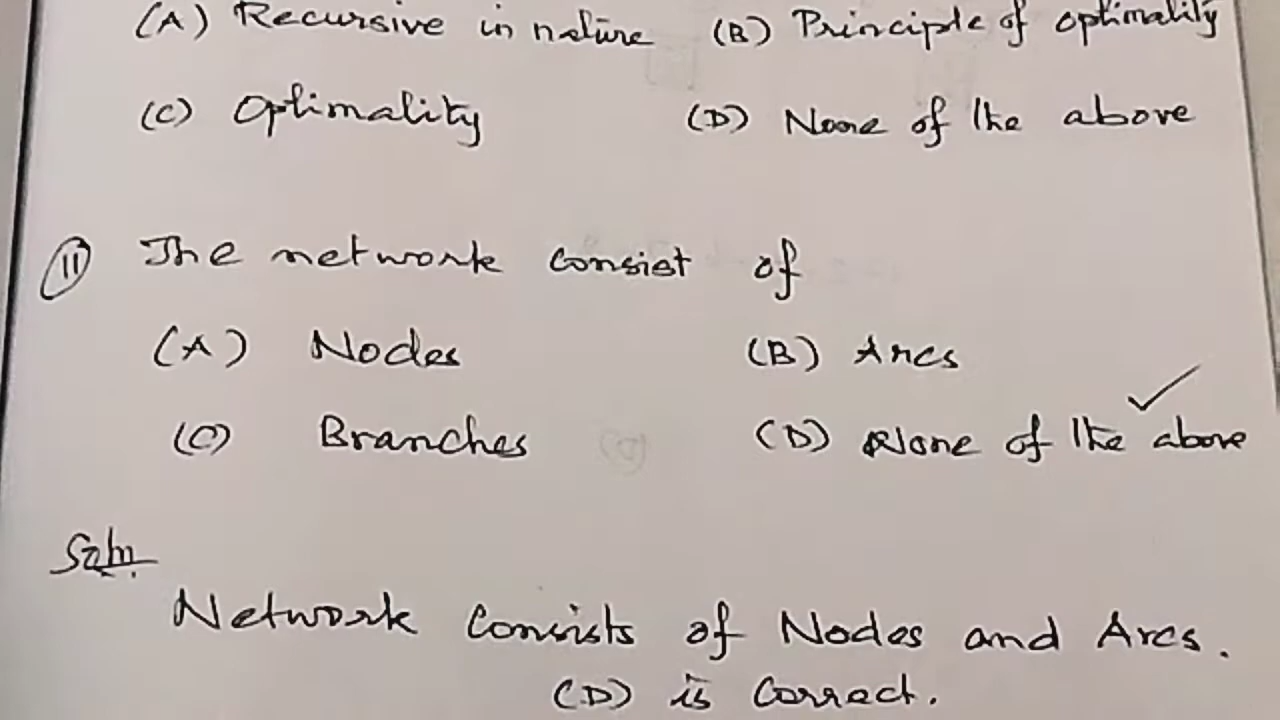 (A) Recursive in nature (B) Principle of optimality
(C) Optimality (D) None of the above
11 The network consist of
(A) Nodes (B) Arcs
(C) Branches (D) None of the above ✓
Soln.
Network Consists of Nodes and Arcs.
(D) is Correct.